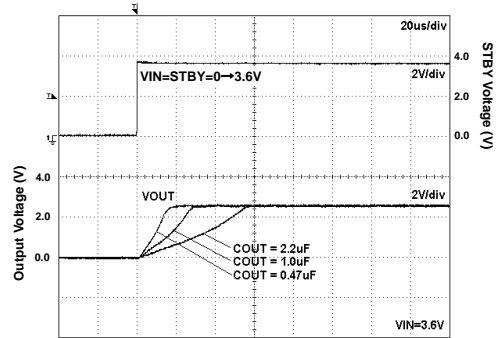 20us/div
VIN=STBY=0→3.6V
2V/div
4.0
2.0
0.0
STBY Voltage (V)
Output Voltage (V)
4.0
2.0
0.0
VOUT
2V/div
COUT = 2.2uF
COUT = 1.0uF
COUT = 0.47uF
VIN=3.6V